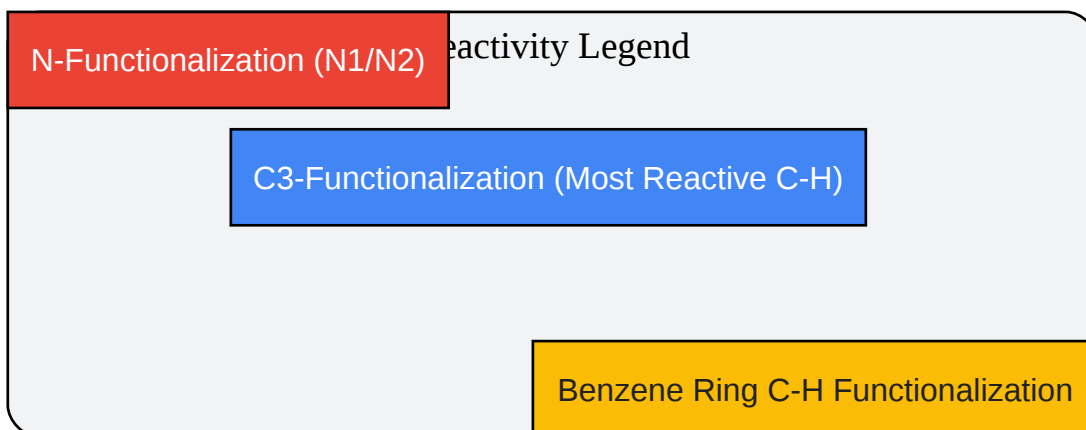 N-Functionalization (N1/N2)
eactivity Legend
C3-Functionalization (Most Reactive C-H)
Benzene Ring C-H Functionalization